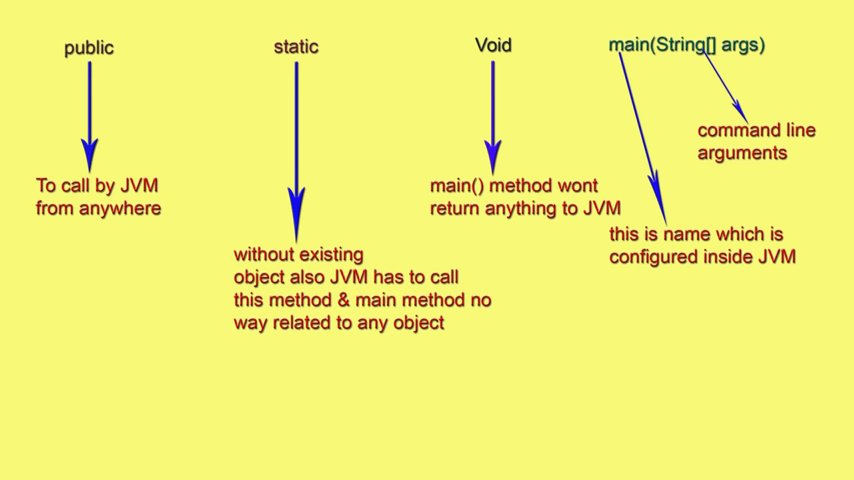 public
static
Void
main(String[] args)
command line
arguments
To call by JVM
from anywhere
main() method wont
return anything to JVM
this is name which is
configured inside JVM
without existing
object also JVM has to call
this method & main method no
way related to any object